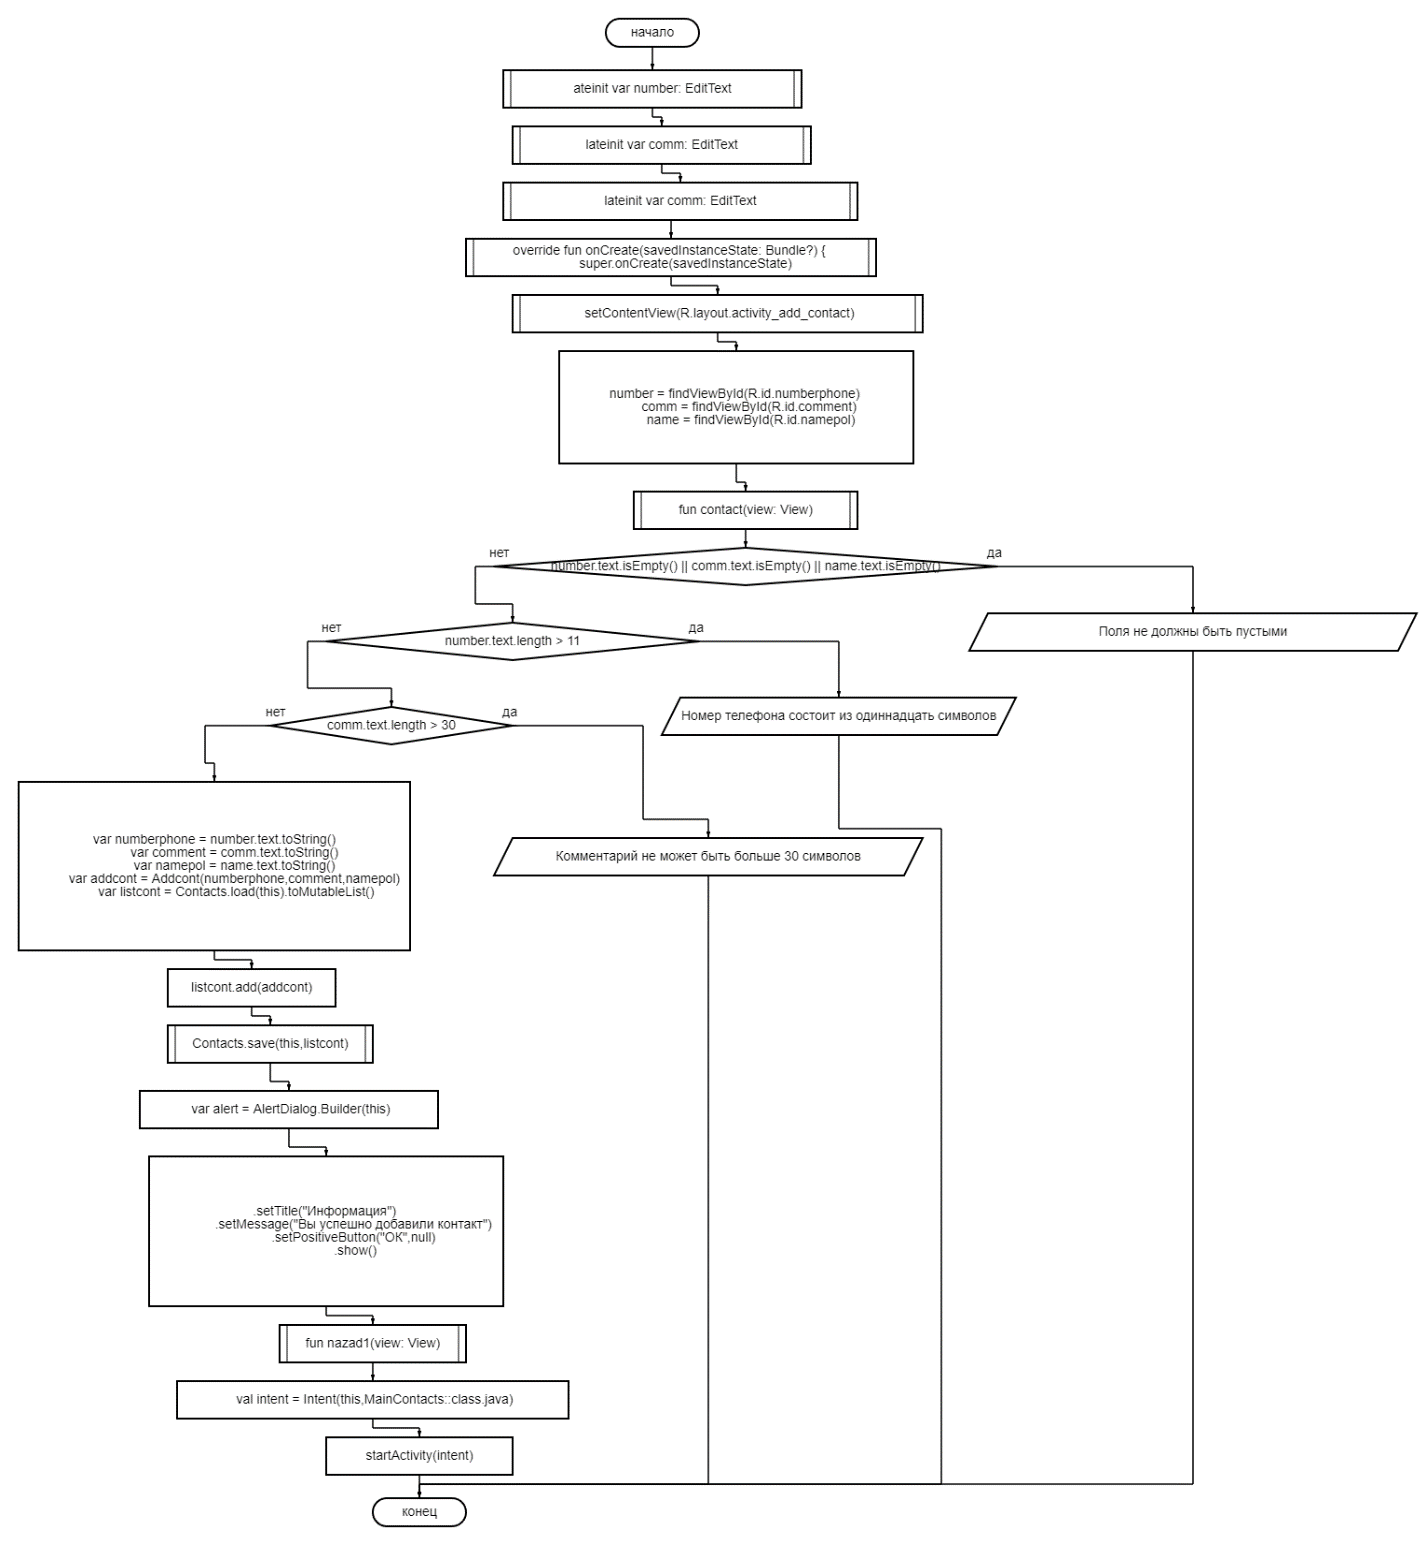 начало
ateinit var number: EditText
lateinit var comm: EditText
lateinit var comm: EditText
override fun onCreate(savedInstanceState: Bundle?) {
super.onCreate(savedInstanceState)
setContentView(R.layout.activity_add_contact)
number = findViewById(R.id.numberphone)
comm = findViewById(R.id.comment)
name = findViewById(R.id.namepol)
fun contact(view: View)
нет
да
number.text.isEmpty() || comm.text.isEmpty() || name.text.isEmpty()
нет
да
number.text.length > 11
Поля не должны быть пустыми
нет
да
comm.text.length > 30
Номер телефона состоит из одиннадцать символов
var numberphone = number.text.toString()
var comment = comm.text.toString()
var namepol = name.text.toString()
var addcont = Addcont(numberphone,comment,namepol)
var listcont = Contacts.load(this).toMutableList()
Комментарий не может быть больше 30 символов
listcont.add(addcont)
Contacts.save(this,listcont)
var alert = AlertDialog.Builder(this)
.setTitle("Информация")
.setMessage("Вы успешно добавили контакт")
.setPositiveButton("ОК",null)
.show()
fun nazad1(view: View)
val intent = Intent(this,MainContacts::class.java)
startActivity(intent)
конец